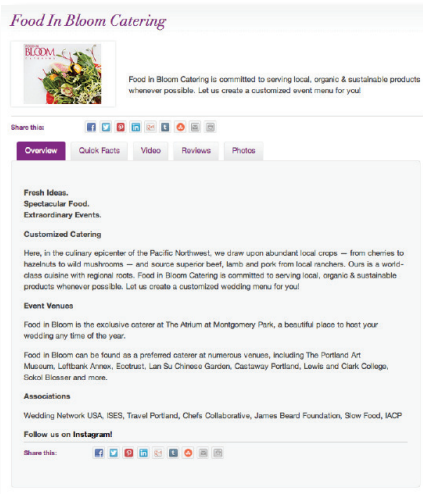 Food In Bloom Catering
BLOOM
CATERING
Food in Bloom Catering is committed to serving local, organic & sustainable products
whenever possible. Let us create a customized event menu for you!
Share this:
Overview Quick Facts Video Reviews Photos
Fresh Ideas.
Spectacular Food.
Extraordinary Events.
Customized Catering
Here, in the culinary epicenter of the Pacific Northwest, we draw upon abundant local crops — from cherries to
hazelnuts to wild mushrooms — and source superior beef, lamb and pork from local ranchers. Ours is a world-
class cuisine with regional roots. Food in Bloom Catering is committed to serving local, organic & sustainable
products whenever possible. Let us create a customized wedding menu for you!
Event Venues
Food in Bloom is the exclusive caterer at The Atrium at Montgomery Park, a beautiful place to host your
wedding any time of the year.
Food in Bloom can be found as a preferred caterer at numerous venues, including The Portland Art
Museum, Leftbank Annex, Ecotrust, Lan Su Chinese Garden, Castaway Portland, Lewis and Clark College,
Sokol Blosser and more.
Associations
Wedding Network USA, ISES, Travel Portland, Chefs Collaborative, James Beard Foundation, Slow Food, IACP
Follow us on Instagram!
Share this: